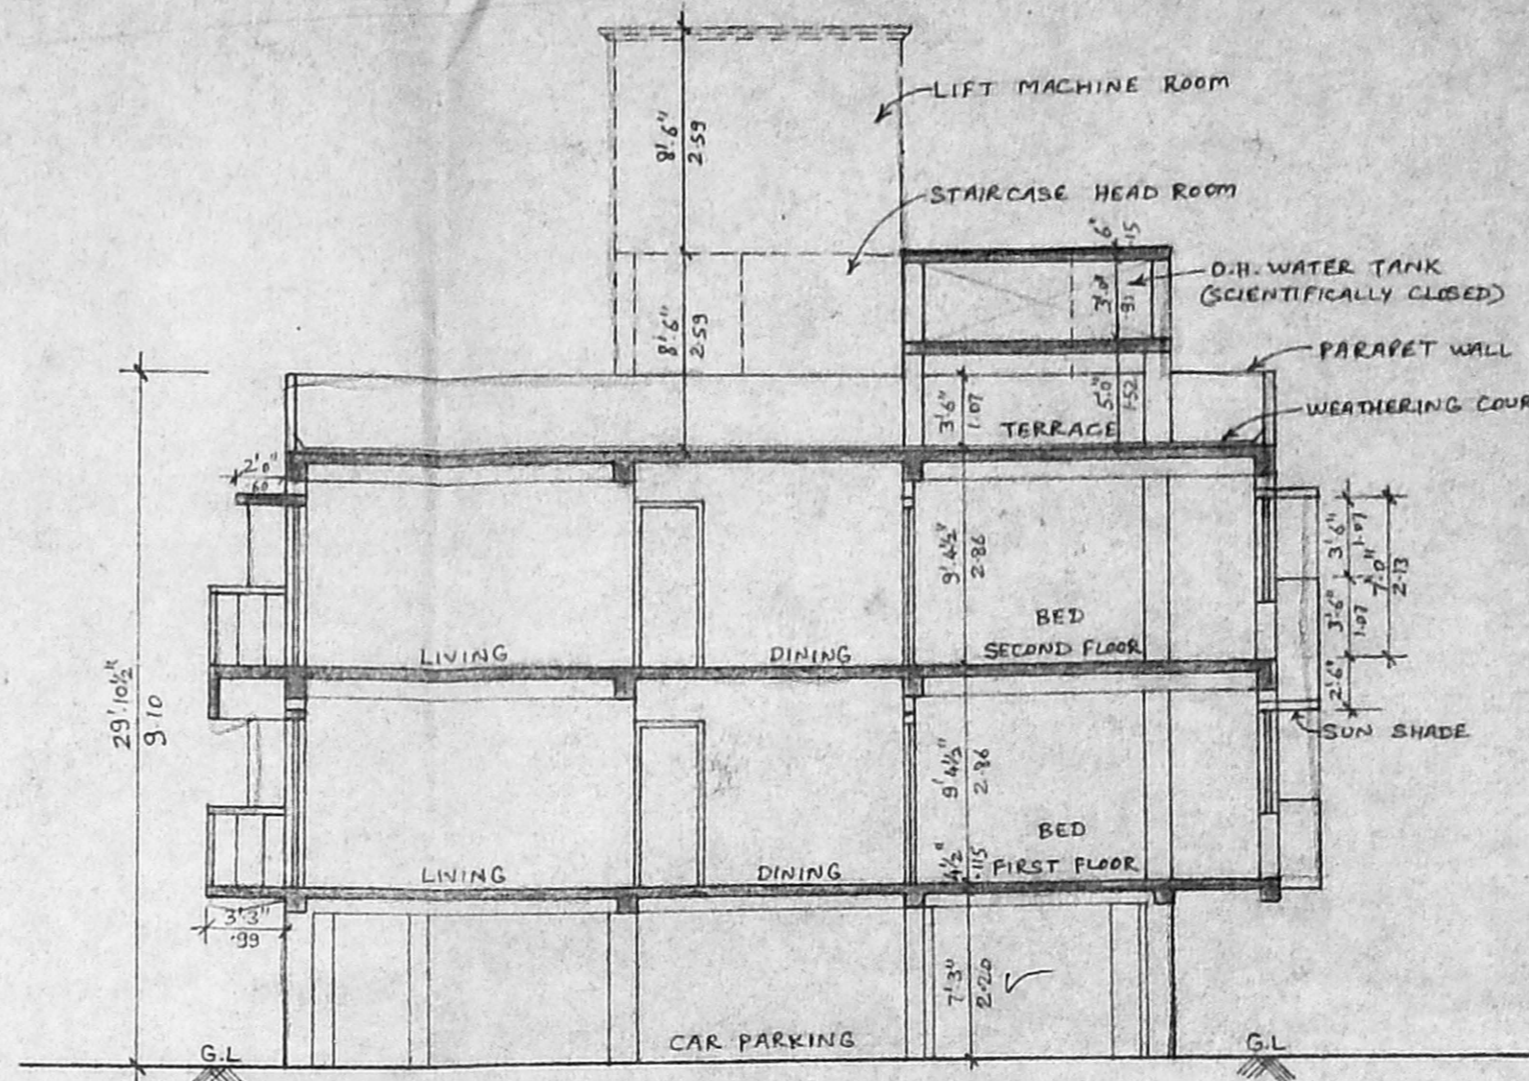 LIFT MACHINE ROOM
8'.6"
2.59
STAIRCASE HEAD ROOM
6"
.15
O.H. WATER TANK
(SCIENTIFICALLY CLOSED)
3'.0"
.91
8'.6"
2.59
PARAPET WALL
3'.6"
1.07
5'.0"
1.52
WEATHERING COUR
TERRACE
2'.0"
.60
9'.4½"
2.86
3'.6"
1.07
7'.0"
2.13
3'.6"
1.07
BED
SECOND FLOOR
LIVING
DINING
2'.6"
29'.10½"
9.10
SUN SHADE
9'4½"
2.86
BED
FIRST FLOOR
4½"
.115
LIVING
DINING
3'.3"
.99
7'.3"
2.20
CAR PARKING
G.L
G.L